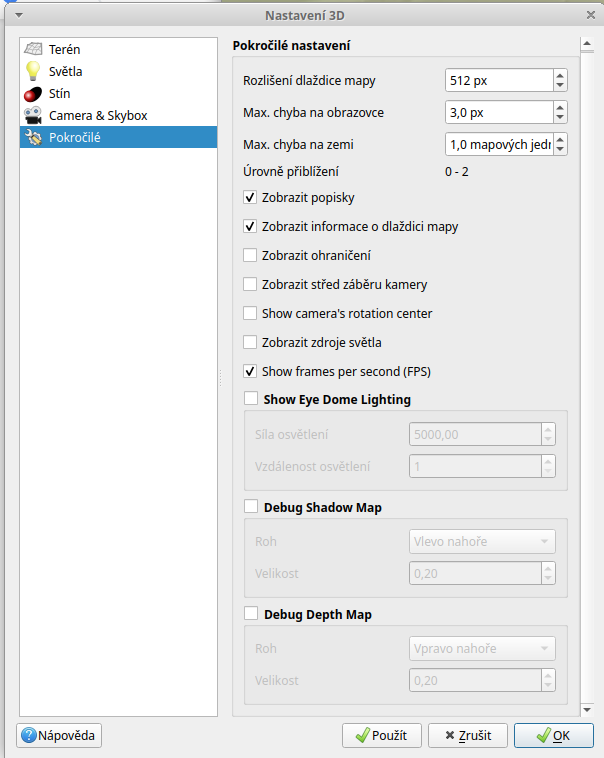 Nastavení 3D
Terén
Světla
Stín
Camera & Skybox
Pokročilé
Pokročilé nastavení
Rozlišení dlaždice mapy 512 px
Max. chyba na obrazovce 3,0 px
Max. chyba na zemi 1,0 mapových jedn
Úrovně přiblížení 0 - 2
Zobrazit popisky
Zobrazit informace o dlaždici mapy
Zobrazit ohraničení
Zobrazit střed záběru kamery
Show camera's rotation center
Zobrazit zdroje světla
Show frames per second (FPS)
Show Eye Dome Lighting
Síla osvětlení 5000,00
Vzdálenost osvětlení 1
Debug Shadow Map
Roh Vlevo nahoře
Velikost 0,20
Debug Depth Map
Roh Vpravo nahoře
Velikost 0,20
Nápověda Použít Zrušit OK